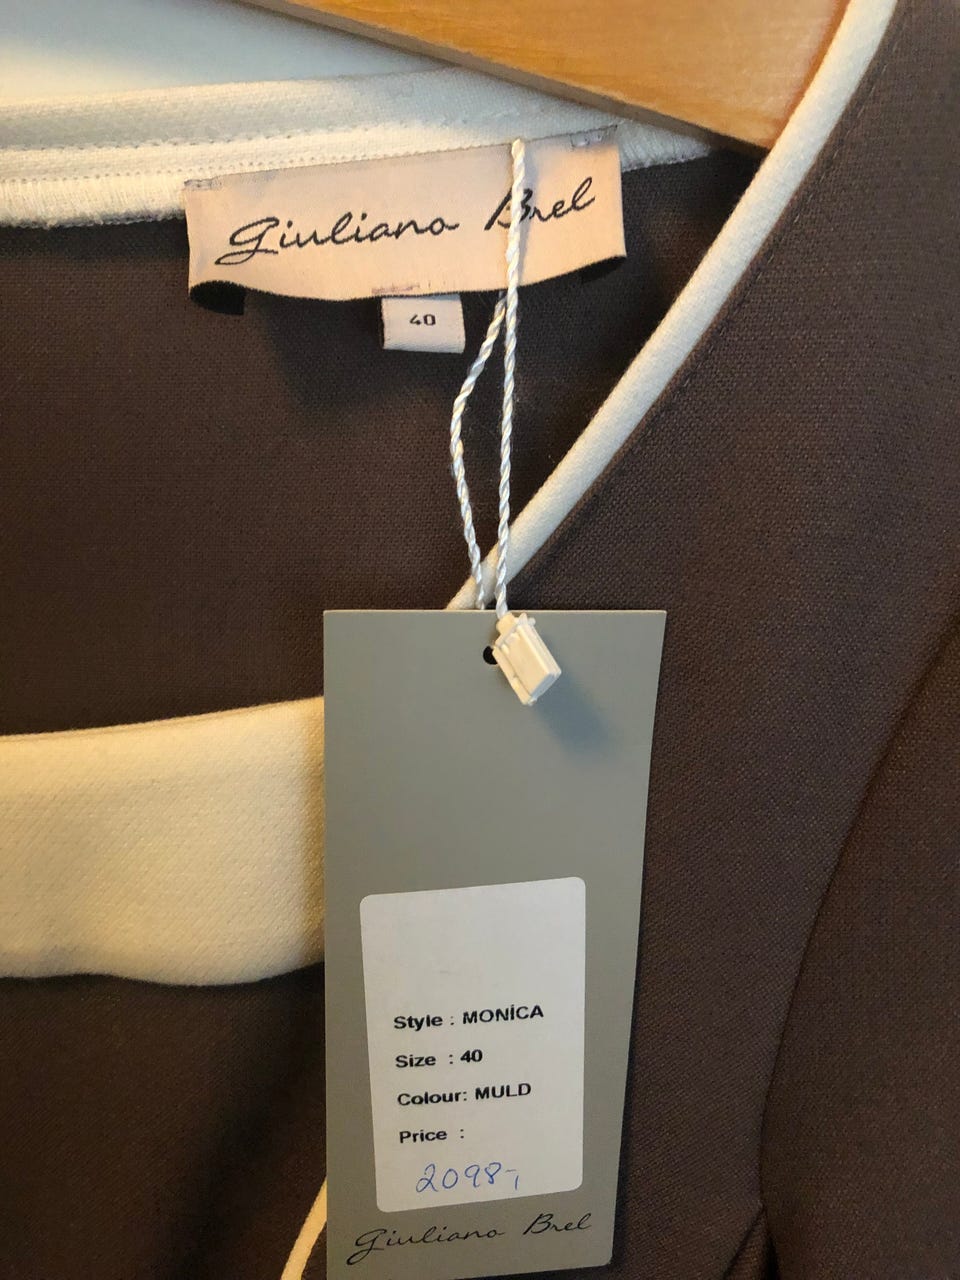 Giuliano Brel
40
Style : MONİCA
Size : 40
Colour: MULD
Price :
2098,-
Giuliano Brel